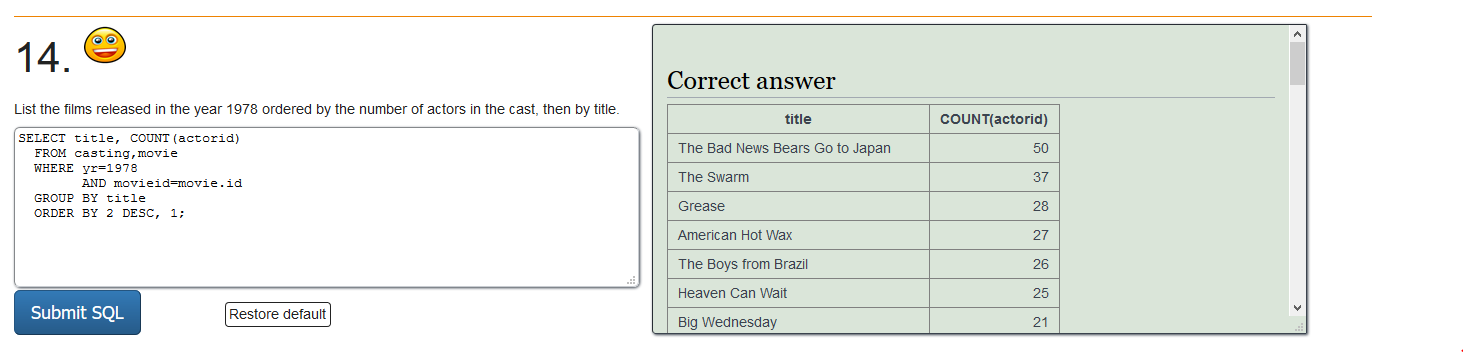 14.
List the films released in the year 1978 ordered by the number of actors in the cast, then by title.
SELECT title, COUNT(actorid)
FROM casting,movie
WHERE yr=1978
AND movieid=movie.id
GROUP BY title
ORDER BY 2 DESC, 1;
Submit SQL
Restore default
Correct answer
title COUNT(actorid)
The Bad News Bears Go to Japan 50
The Swarm 37
Grease 28
American Hot Wax 27
The Boys from Brazil 26
Heaven Can Wait 25
Big Wednesday 21